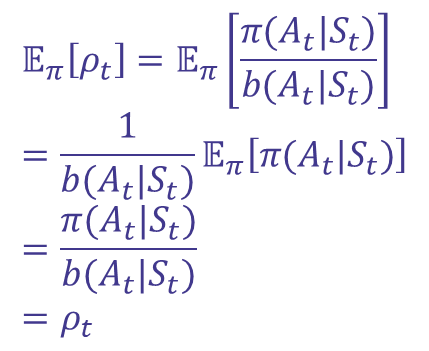 𝔼_π[ρ_t] = 𝔼_π[π(A_t|S_t)/b(A_t|S_t)]
= 1/b(A_t|S_t) 𝔼_π[π(A_t|S_t)]
= π(A_t|S_t)/b(A_t|S_t)
= ρ_t